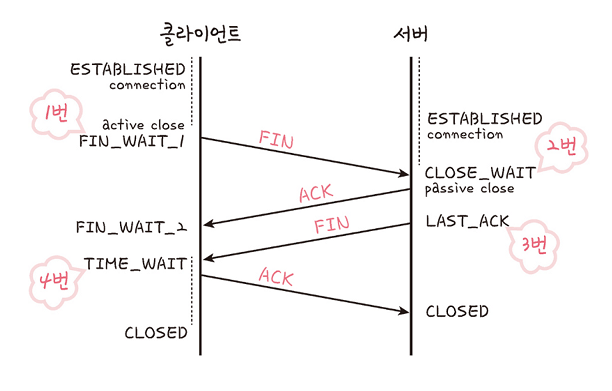 클라이언트
서버
ESTABLISHED
connection
1번
active close
FIN_WAIT_1
FIN
ESTABLISHED
connection
2번
CLOSE_WAIT
passive close
ACK
FIN
FIN_WAIT_2
LAST_ACK
3번
TIME_WAIT
4번
ACK
CLOSED
CLOSED